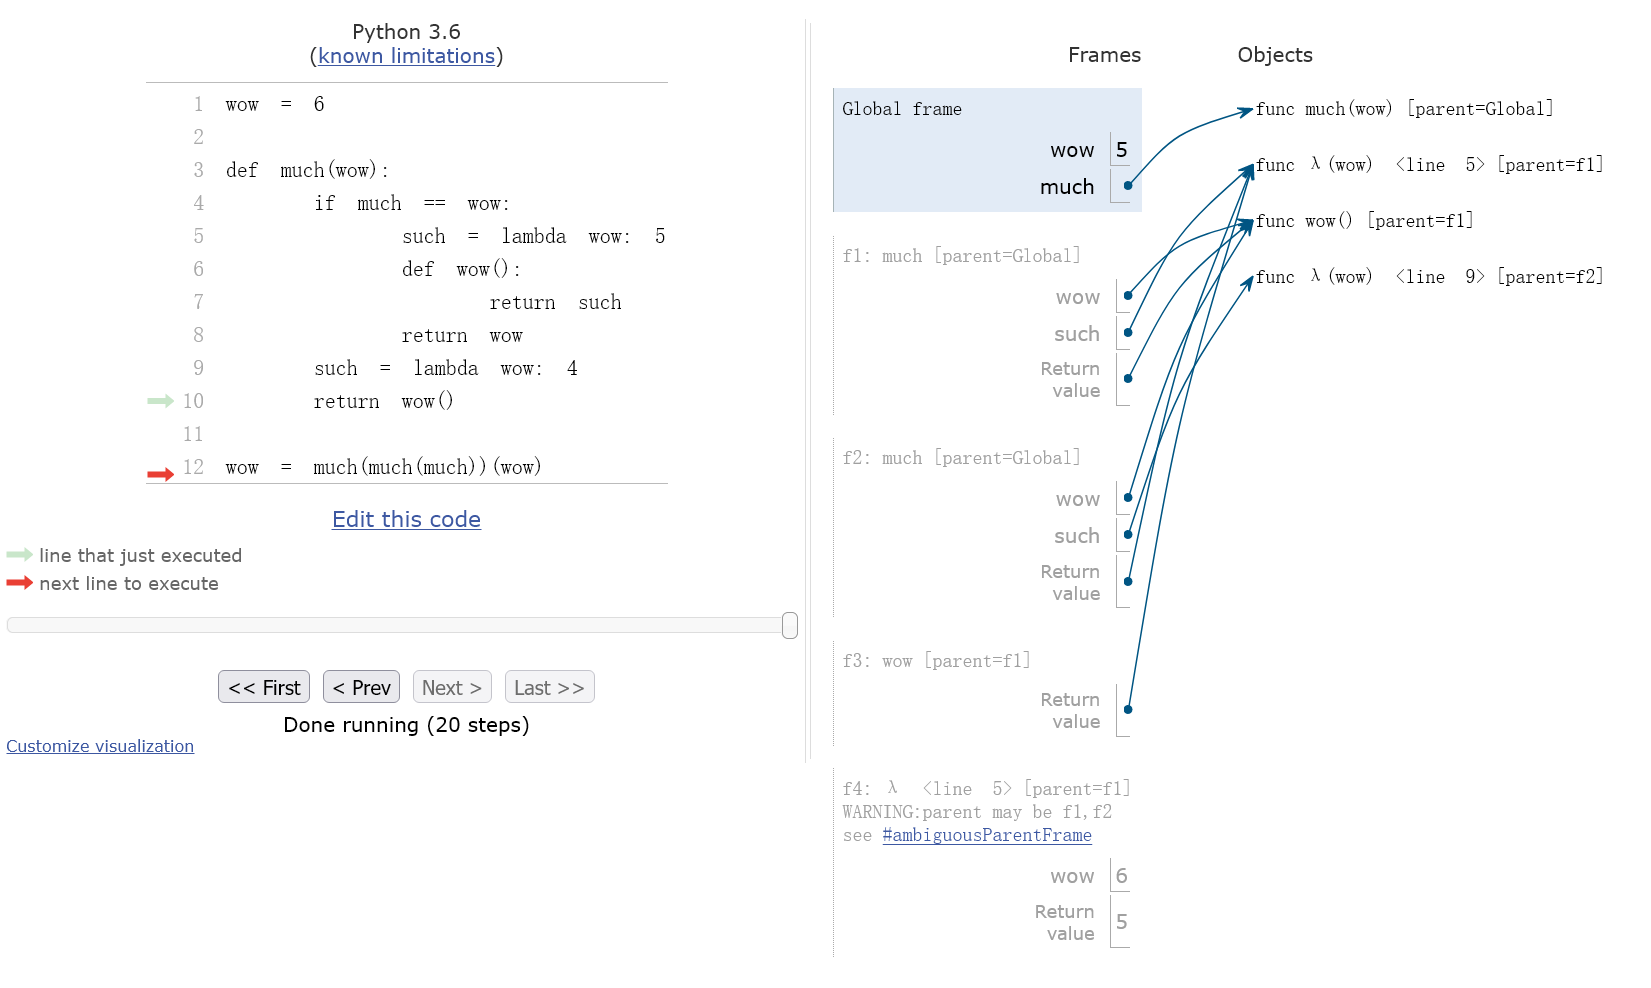 Python 3.6
(known limitations)
1 wow = 6
2
3 def much(wow):
4 if much == wow:
5 such = lambda wow: 5
6 def wow():
7 return such
8 return wow
9 such = lambda wow: 4
10 return wow()
11
12 wow = much(much(much))(wow)
Edit this code
line that just executed
next line to execute
<< First < Prev Next > Last >>
Done running (20 steps)
Customize visualization
Frames Objects
Global frame
wow 5
much
func much(wow) [parent=Global]
func λ(wow) <line 5> [parent=f1]
func wow() [parent=f1]
func λ(wow) <line 9> [parent=f2]
f1: much [parent=Global]
wow
such
Return
value
f2: much [parent=Global]
wow
such
Return
value
f3: wow [parent=f1]
Return
value
f4: λ <line 5> [parent=f1]
WARNING:parent may be f1,f2
see #ambiguousParentFrame
wow 6
Return
value 5